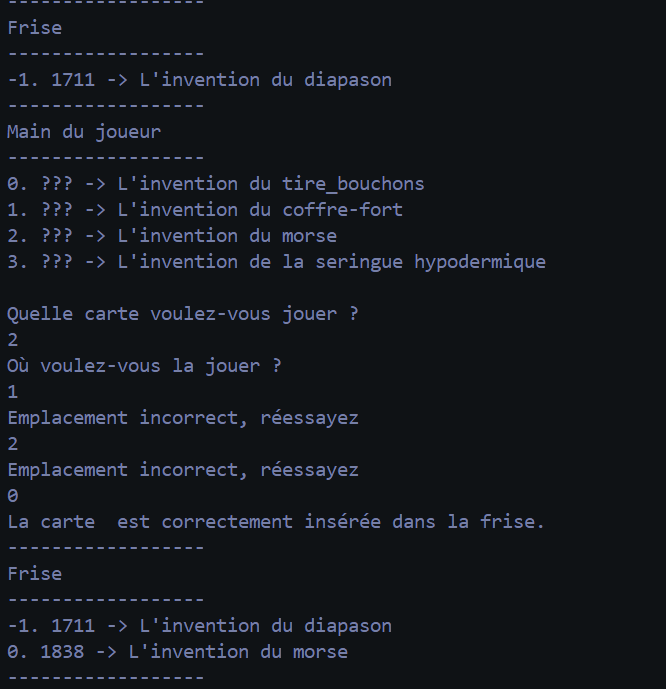 ------------------
Frise
------------------
-1. 1711 -> L'invention du diapason
------------------
Main du joueur
------------------
0. ??? -> L'invention du tire_bouchons
1. ??? -> L'invention du coffre-fort
2. ??? -> L'invention du morse
3. ??? -> L'invention de la seringue hypodermique
Quelle carte voulez-vous jouer ?
2
Où voulez-vous la jouer ?
1
Emplacement incorrect, réessayez
2
Emplacement incorrect, réessayez
0
La carte  est correctement insérée dans la frise.
------------------
Frise
------------------
-1. 1711 -> L'invention du diapason
0. 1838 -> L'invention du morse
------------------